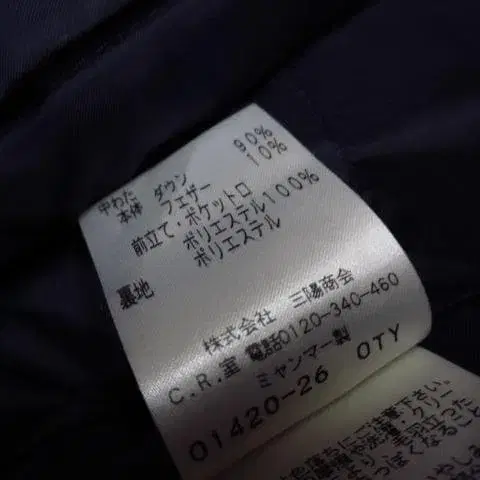 中わた ダウン 90%
本体 フェザー 10%
前立て・ポケット口
ポリエステル100%
裏地 ポリエステル
株式会社 三陽商会
C.R.室 電話0120-340-460
ミヤンマー製
01420-26 OTY